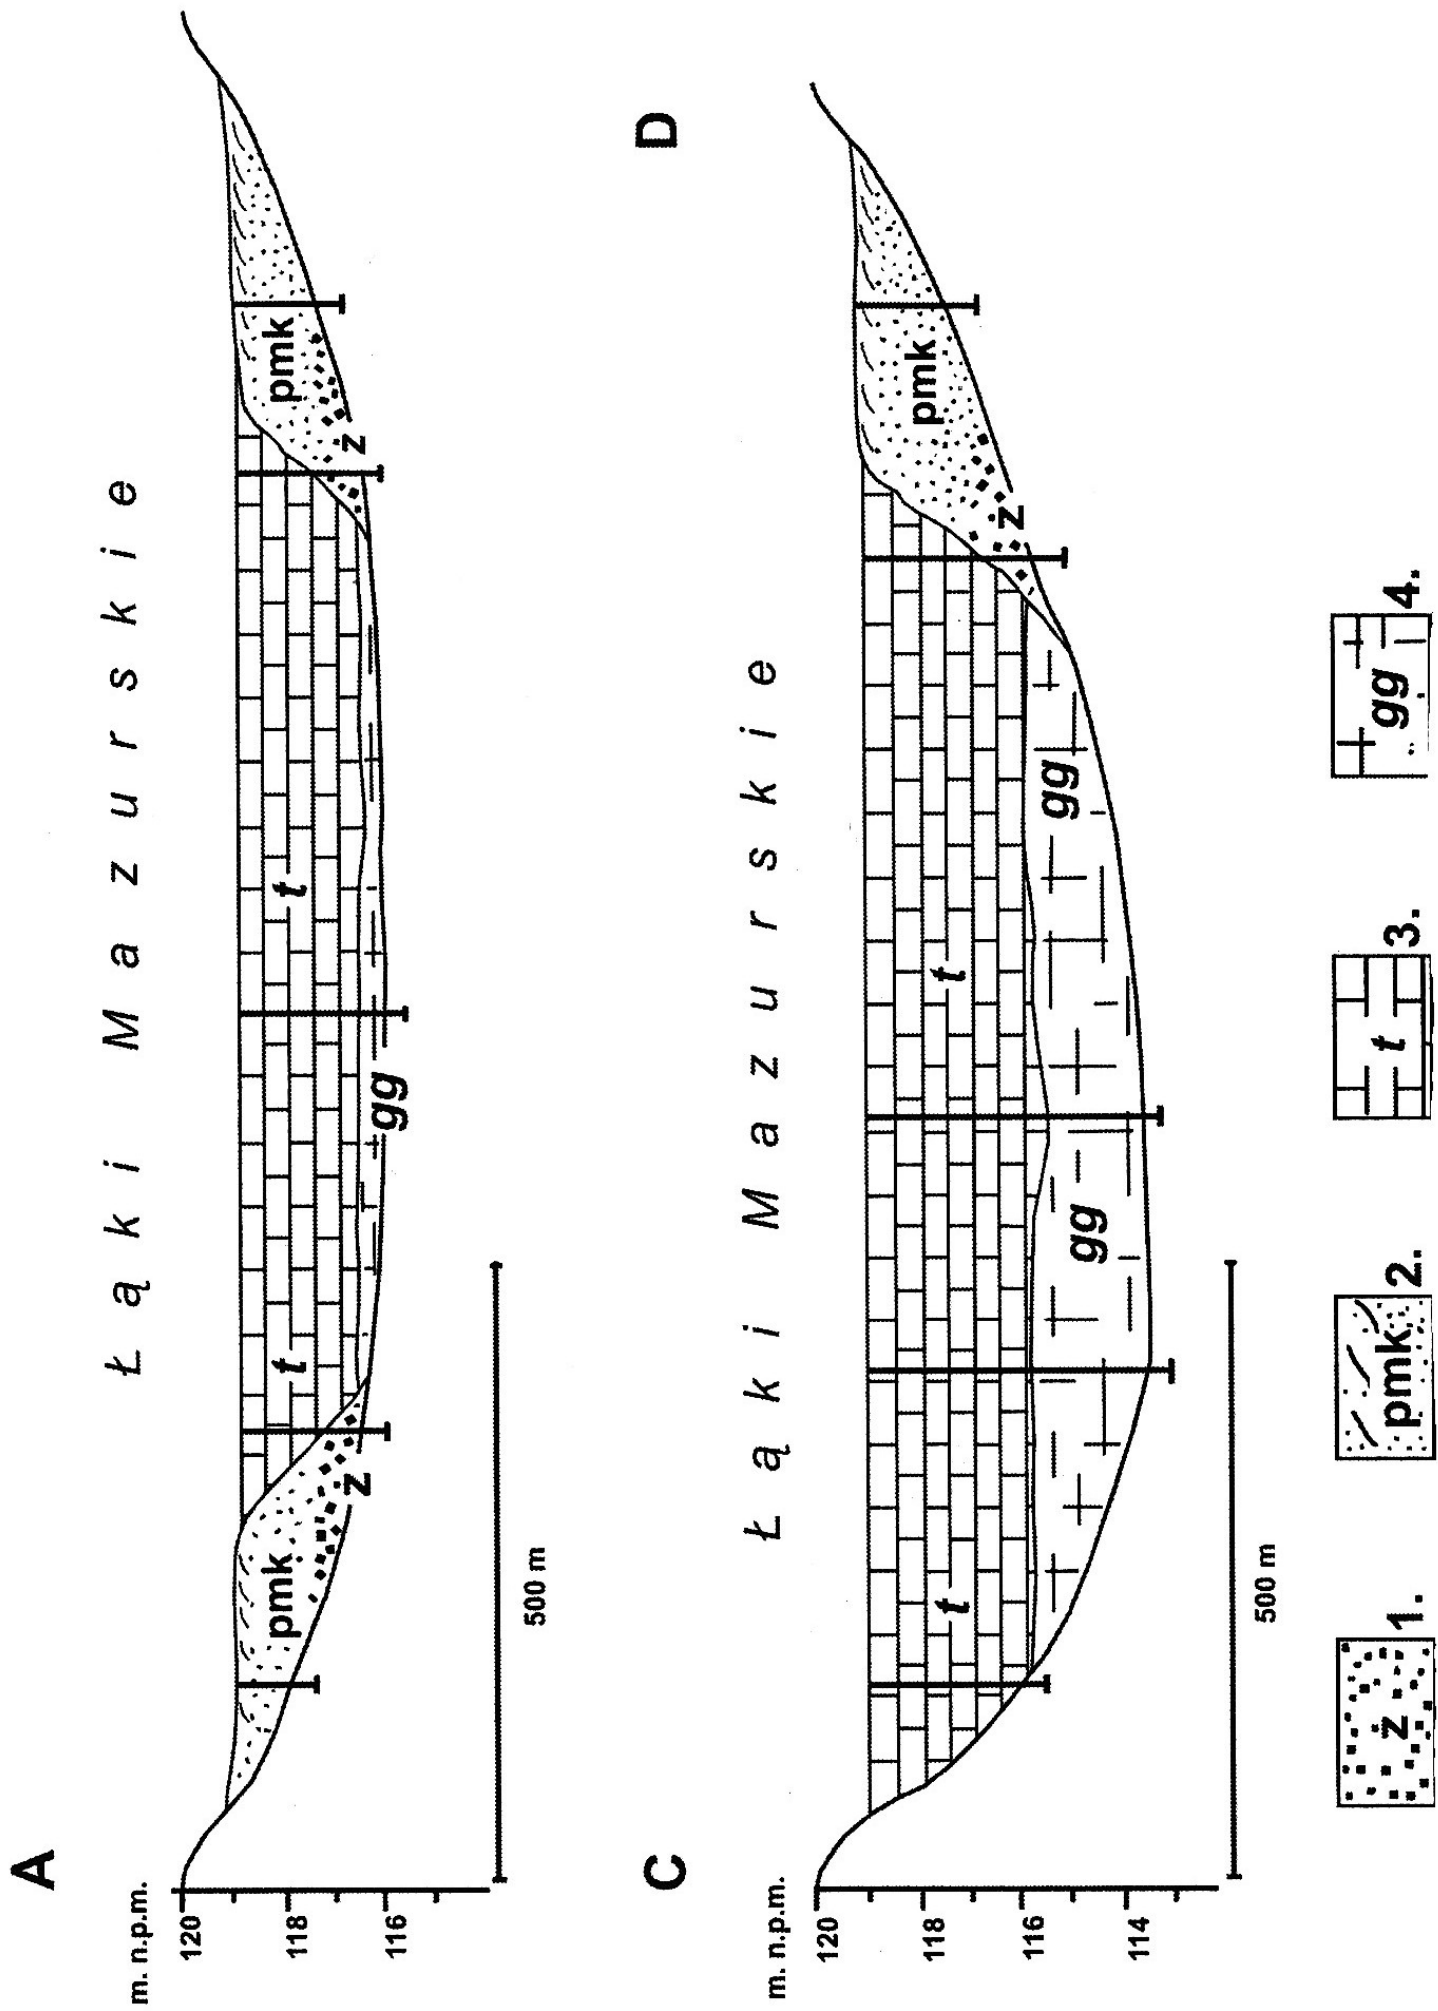 A
Łąki Mazurskie
m. n.p.m.
120
118
116
pmk
z
t
t
gg
z
pmk
500 m
C
D
Łąki Mazurskie
m. n.p.m.
120
118
116
114
t
t
gg
gg
z
pmk
500 m
z 1.
pmk 2.
t 3.
gg 4.